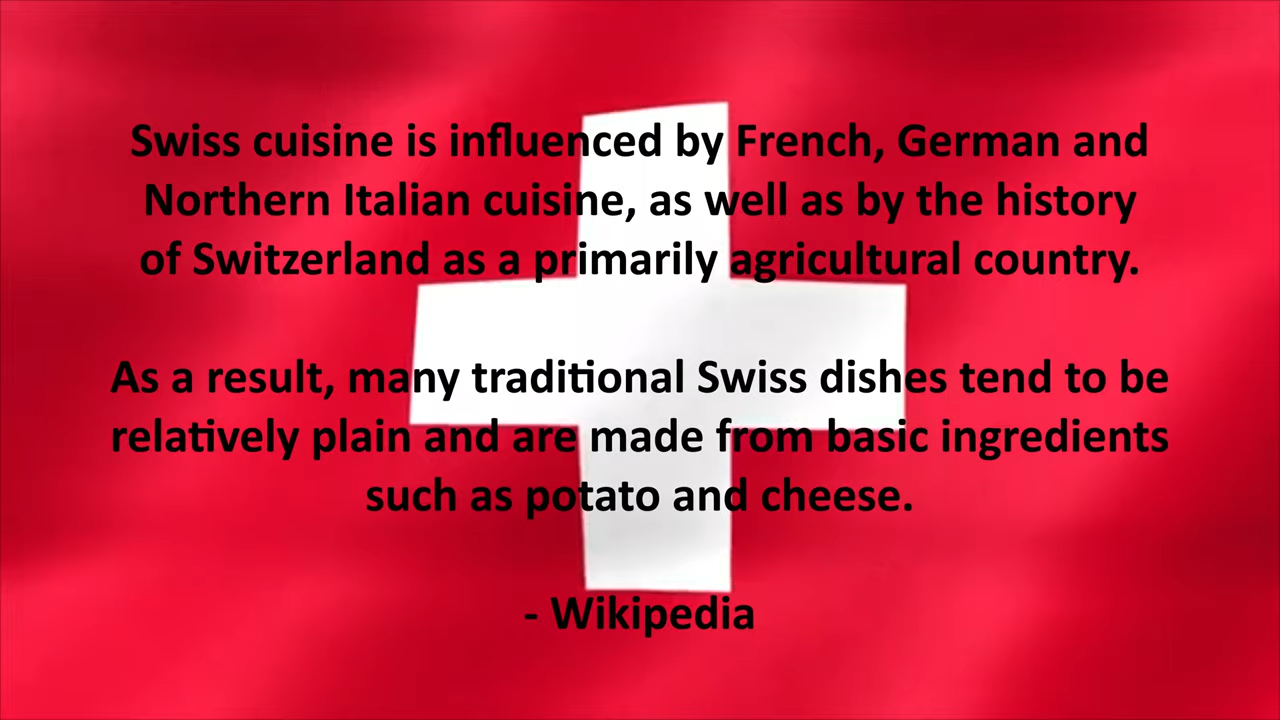 Swiss cuisine is influenced by French, German and
Northern Italian cuisine, as well as by the history
of Switzerland as a primarily agricultural country.
As a result, many traditional Swiss dishes tend to be
relatively plain and are made from basic ingredients
such as potato and cheese.
- Wikipedia